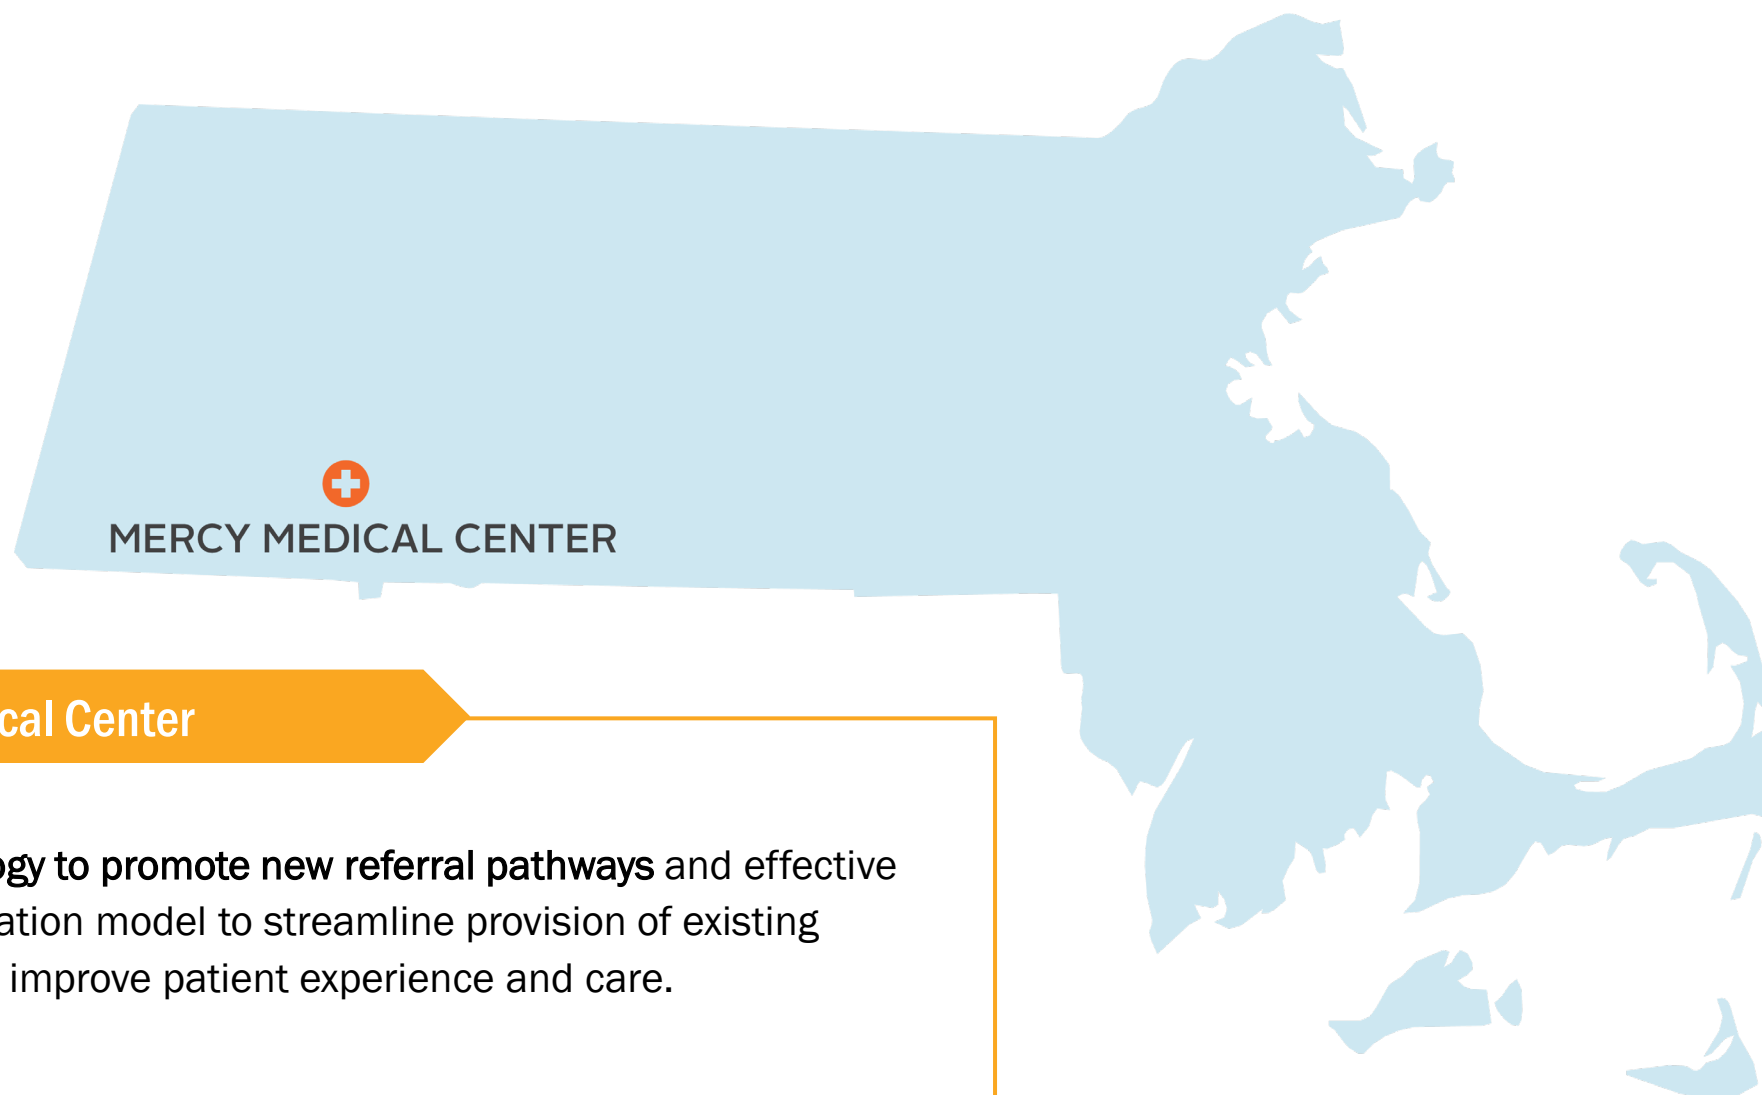 MERCY MEDICAL CENTER
cal Center
ogy to promote new referral pathways and effective
ation model to streamline provision of existing
improve patient experience and care.